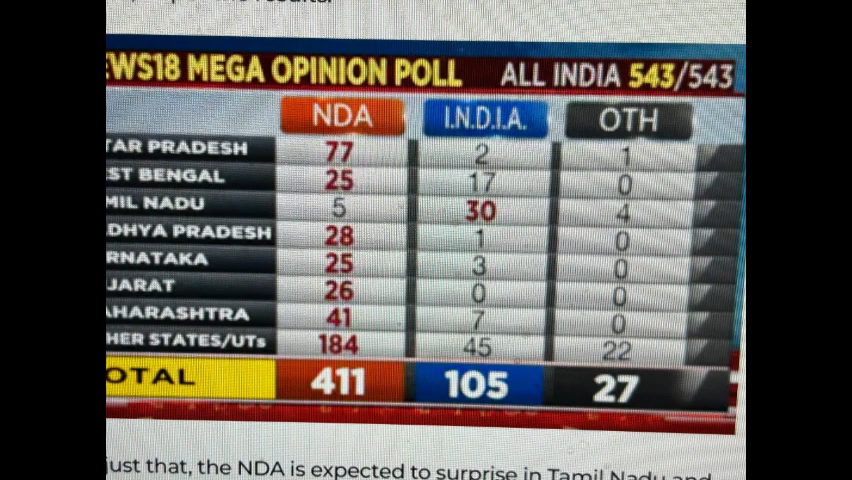 EWS18 MEGA OPINION POLL ALL INDIA 543/543
NDA I.N.D.I.A. OTH
TAR PRADESH 77 2 1
ST BENGAL 25 17 0
MIL NADU 5 30 4
DHYA PRADESH 28 1 0
RNATAKA 25 3 0
JARAT 26 0 0
HARASHTRA 41 7 0
HER STATES/UTs 184 45 22
OTAL 411 105 27
just that, the NDA is expected to surprise in Tamil Nadu and